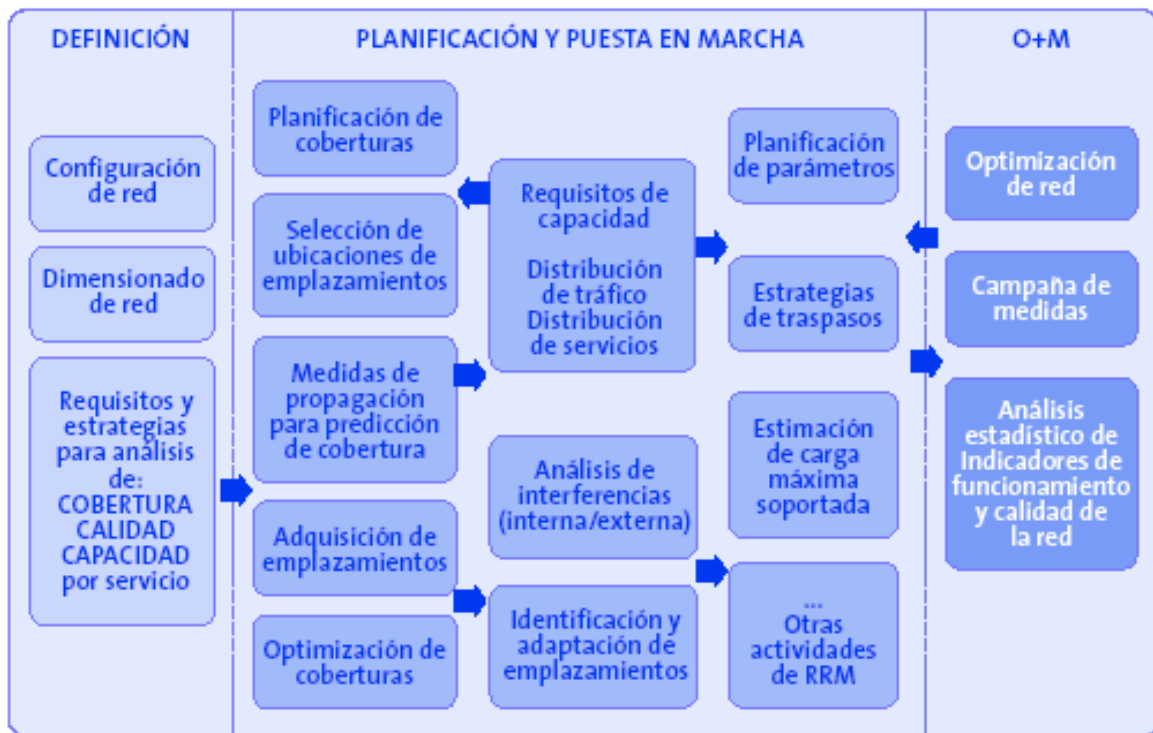 DEFINICIÓN
PLANIFICACIÓN Y PUESTA EN MARCHA
O+M
Configuración
de red
Dimensionado
de red
Requisitos y
estrategias
para análisis
de:
COBERTURA
CALIDAD
CAPACIDAD
por servicio
Planificación de
coberturas
Selección de
ubicaciones de
emplazamientos
Medidas de
propagación
para predicción
de cobertura
Adquisición de
emplazamientos
Optimización de
coberturas
Requisitos de
capacidad
Distribución
de tráfico
Distribución
de servicios
Análisis de
interferencias
(interna/externa)
Identificación y
adaptación de
emplazamientos
Planificación
de parámetros
Estrategias
de traspasos
Estimación
de carga
máxima
soportada
...
Otras
actividades
de RRM
Optimización
de red
Campaña de
medidas
Análisis
estadístico de
Indicadores de
funcionamiento
y calidad de
la red